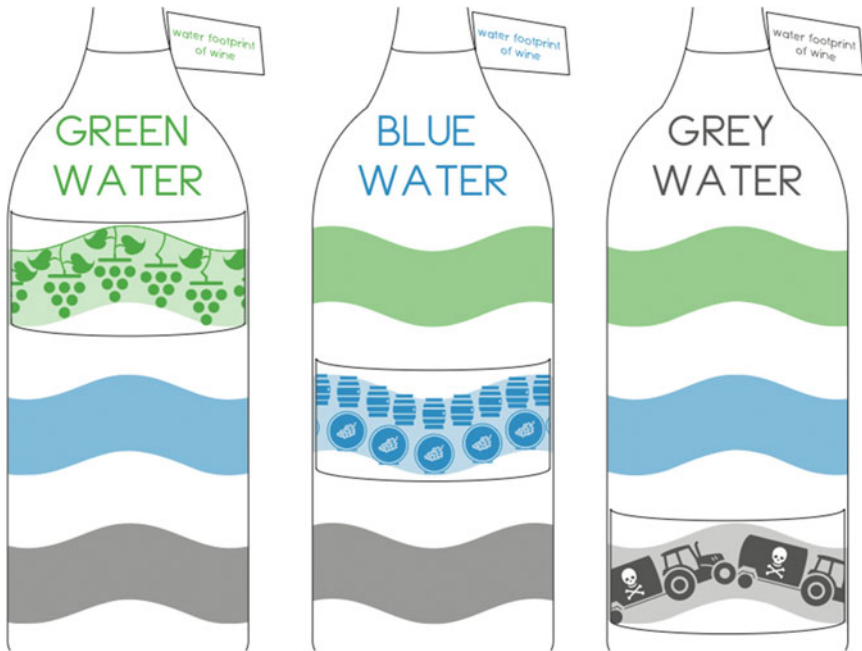 water footprint
of wine
GREEN
WATER
water footprint
of wine
BLUE
WATER
water footprint
of wine
GREY
WATER